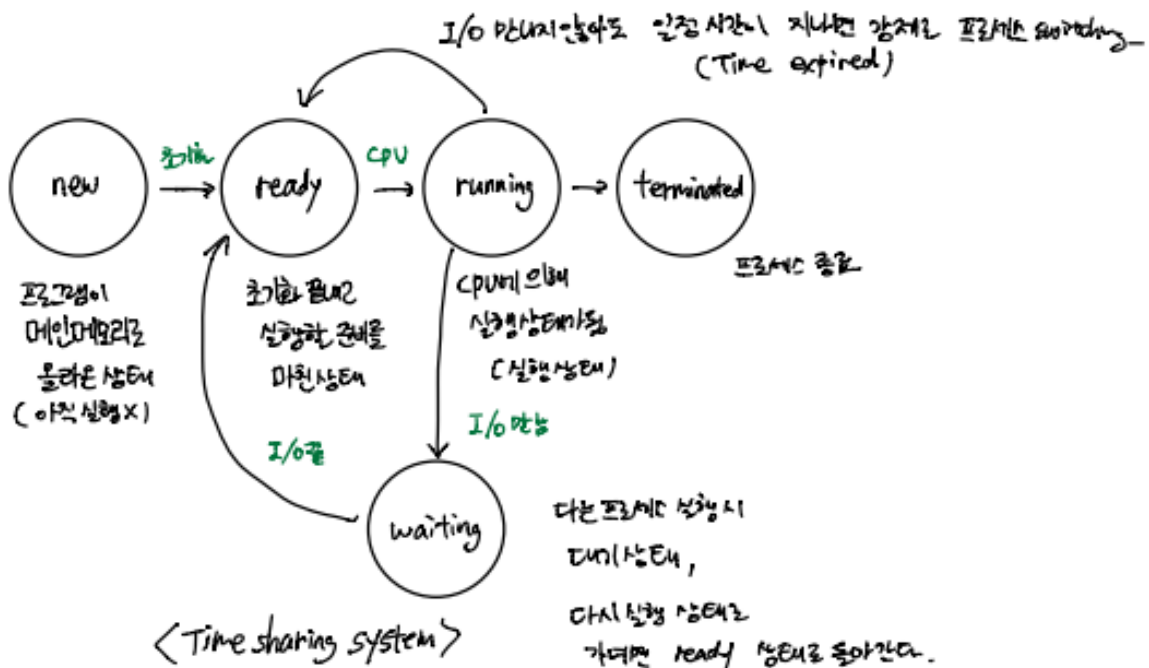 I/O 만나지않아도 일정 시간이 지나면 강제로 프로세스 switching
(Time expired)
new
초기화
ready
CPU
running
terminated
프로그램이
메인메모리로
올라온 상태
(아직 실행X)
초기화 끝내고
실행할 준비를
마친 상태
CPU에 의해
실행상태가됨
(실행상태)
프로세스 종료
I/O끝
I/O만남
waiting
다른 프로세스 실행시
대기상태,
다시 실행 상태로
가려면 ready 상태로 돌아간다.
<Time sharing system>